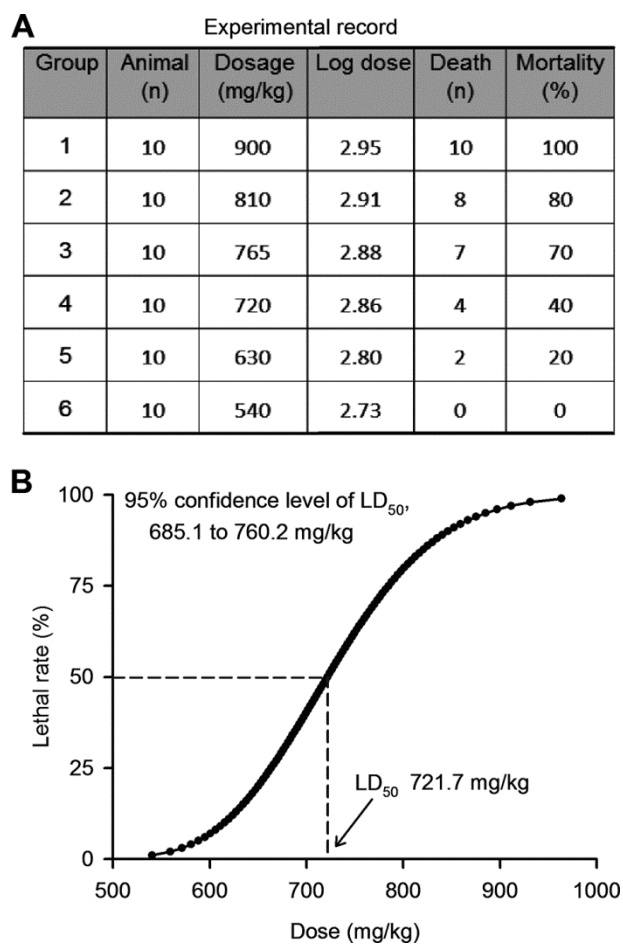 A
Experimental record
Group Animal (n) Dosage (mg/kg) Log dose Death (n) Mortality (%)
1 10 900 2.95 10 100
2 10 810 2.91 8 80
3 10 765 2.88 7 70
4 10 720 2.86 4 40
5 10 630 2.80 2 20
6 10 540 2.73 0 0
B
95% confidence level of LD50,
685.1 to 760.2 mg/kg
Lethal rate (%)
100
75
50
25
0
LD50 721.7 mg/kg
500 600 700 800 900 1000
Dose (mg/kg)